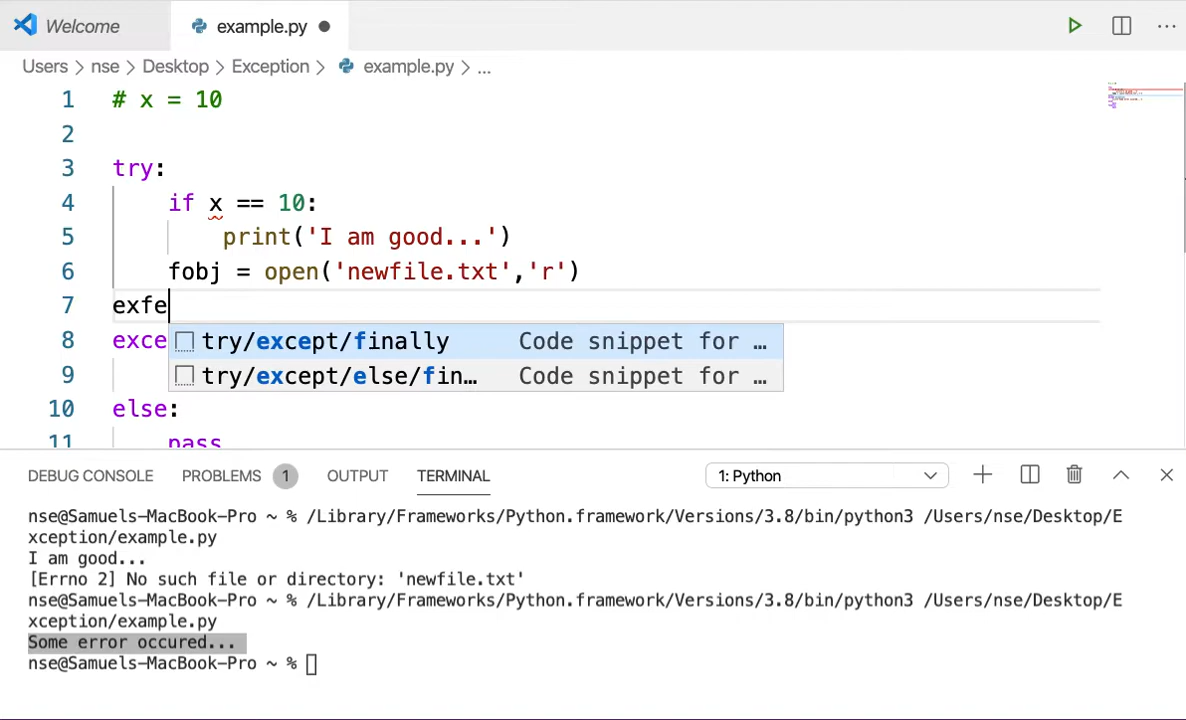 Welcome
example.py
Users > nse > Desktop > Exception > example.py > ...
1 # x = 10
2
3 try:
4 if x == 10:
5 print('I am good...')
6 fobj = open('newfile.txt','r')
7 exfe
try/except/finally Code snippet for …
8 exce
try/except/else/fin… Code snippet for …
9
10 else:
11 pass
DEBUG CONSOLE PROBLEMS 1 OUTPUT TERMINAL 1: Python
nse@Samuels-MacBook-Pro ~ % /Library/Frameworks/Python.framework/Versions/3.8/bin/python3 /Users/nse/Desktop/E
xception/example.py
I am good...
[Errno 2] No such file or directory: 'newfile.txt'
nse@Samuels-MacBook-Pro ~ % /Library/Frameworks/Python.framework/Versions/3.8/bin/python3 /Users/nse/Desktop/E
xception/example.py
Some error occured...
nse@Samuels-MacBook-Pro ~ %